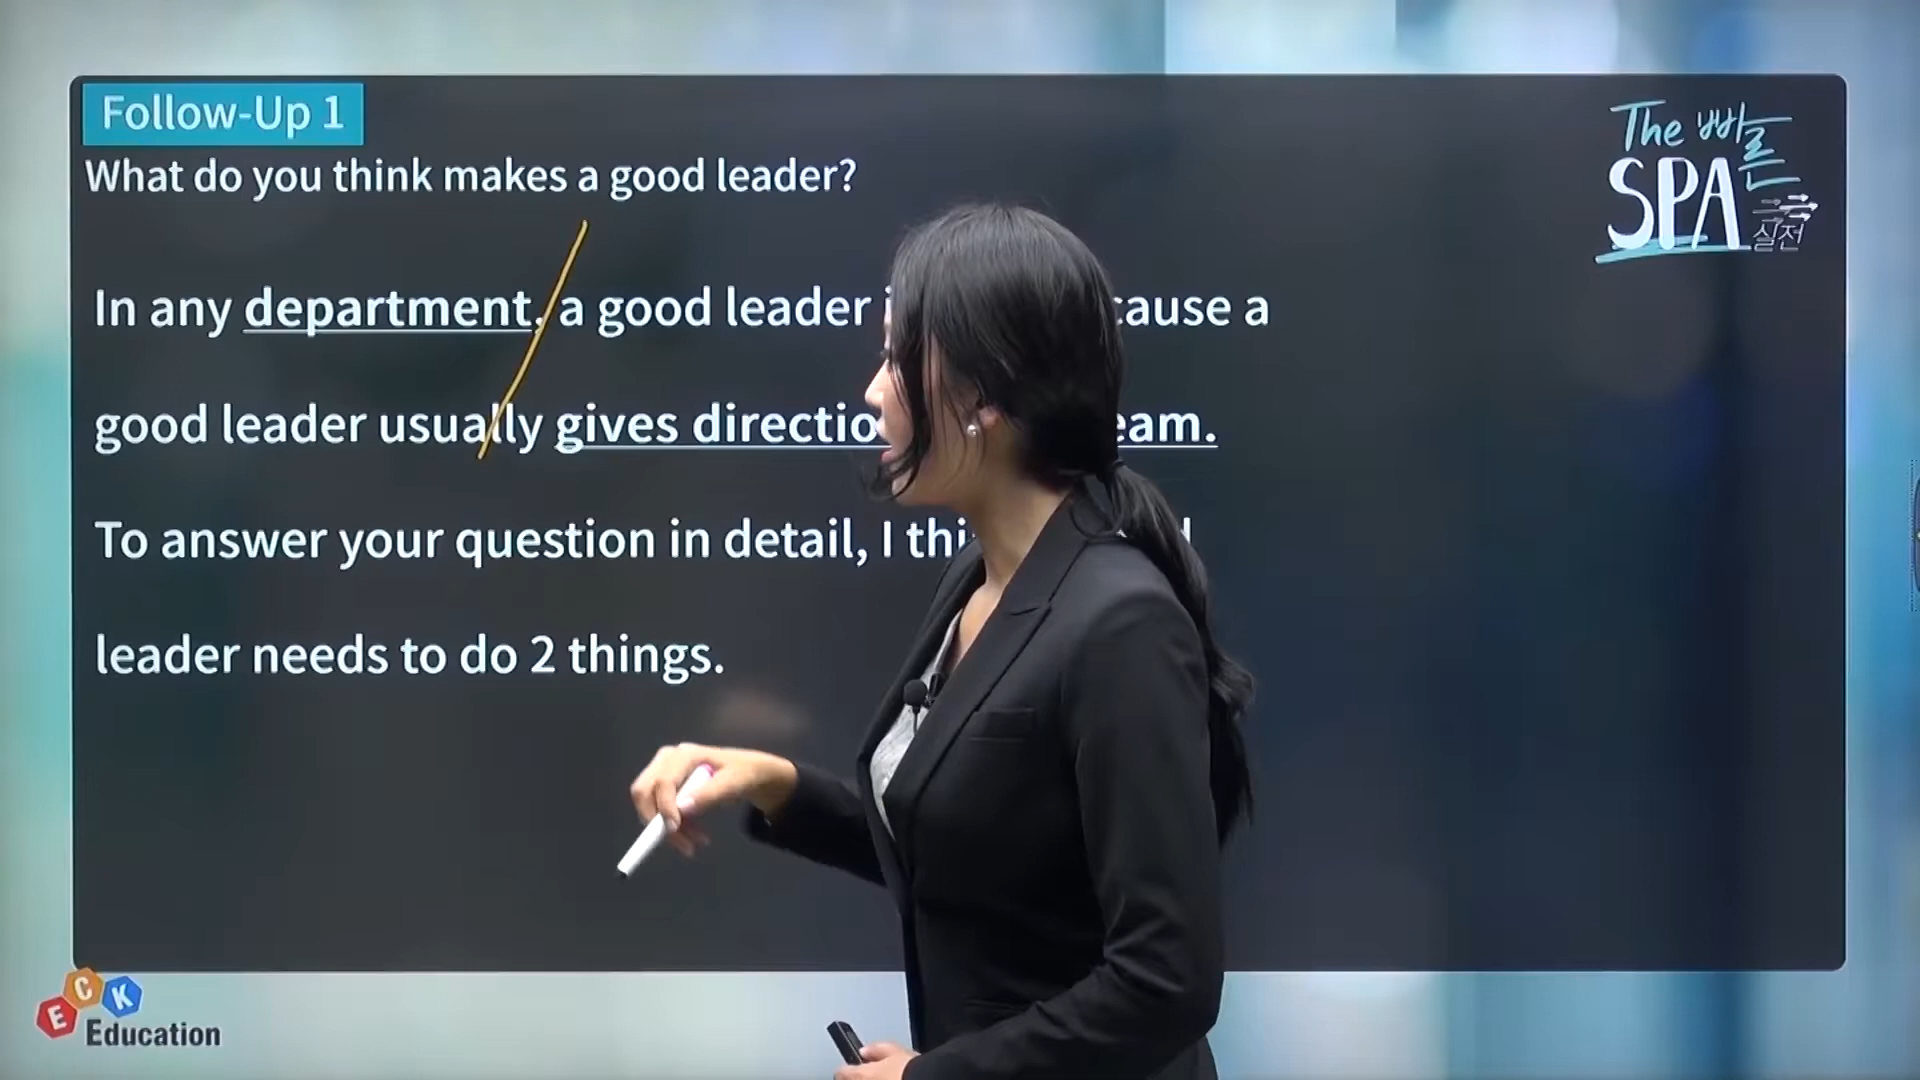 Follow-Up 1
What do you think makes a good leader?
The 빠른
SPA
실전
In any department, a good leader cause a
good leader usually gives directio eam.
To answer your question in detail, I thi
leader needs to do 2 things.
ECK
Education